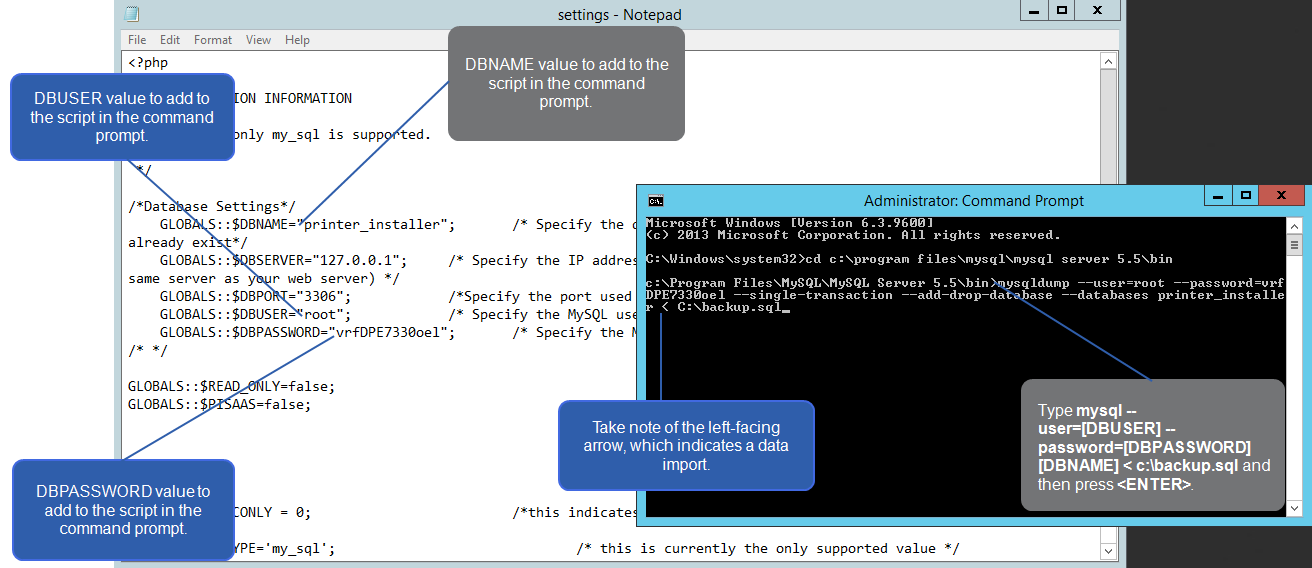 settings - Notepad
File Edit Format View Help
<?php
DBNAME value to add to the
script in the command
prompt.
DBUSER value to add to
the script in the command
prompt.
ION INFORMATION
only my_sql is supported.
*/
/*Database Settings*/
GLOBALS::$DBNAME="printer_installer"; /* Specify the
already exist*/
GLOBALS::$DBSERVER="127.0.0.1"; /* Specify the IP addres
same server as your web server) */
GLOBALS::$DBPORT="3306"; /*Specify the port used
GLOBALS::$DBUSER="root"; /* Specify the MySQL use
GLOBALS::$DBPASSWORD="vrfDPE7330oel"; /* Specify the M
/* */
GLOBALS::$READ_ONLY=false;
GLOBALS::$PISAAS=false;
DBPASSWORD value to
add to the script in the
command prompt.
CONLY = 0; /*this indicates
YPE='my_sql'; /* this is currently the only supported value */
Administrator: Command Prompt
Microsoft Windows [Version 6.3.9600]
(c) 2013 Microsoft Corporation. All rights reserved.
C:\Windows\system32>cd c:\program files\mysql\mysql server 5.5\bin
c:\Program Files\MySQL\MySQL Server 5.5\bin>mysqldump --user=root --password=vrf
DPE7330oel --single-transaction --add-drop-database --databases printer_installe
r < C:\backup.sql_
Take note of the left-facing
arrow, which indicates a data
import.
Type mysql --
user=[DBUSER] --
password=[DBPASSWORD]
[DBNAME] < c:\backup.sql and
then press <ENTER>.